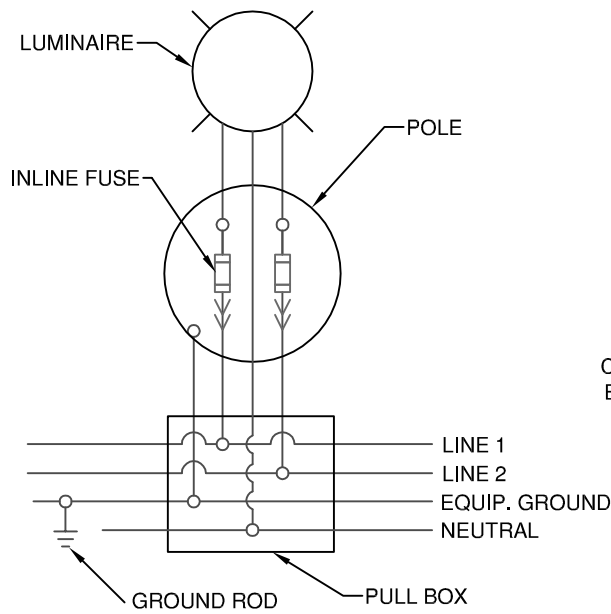 LUMINAIRE
POLE
INLINE FUSE
LINE 1
LINE 2
EQUIP. GROUND
NEUTRAL
GROUND ROD
PULL BOX